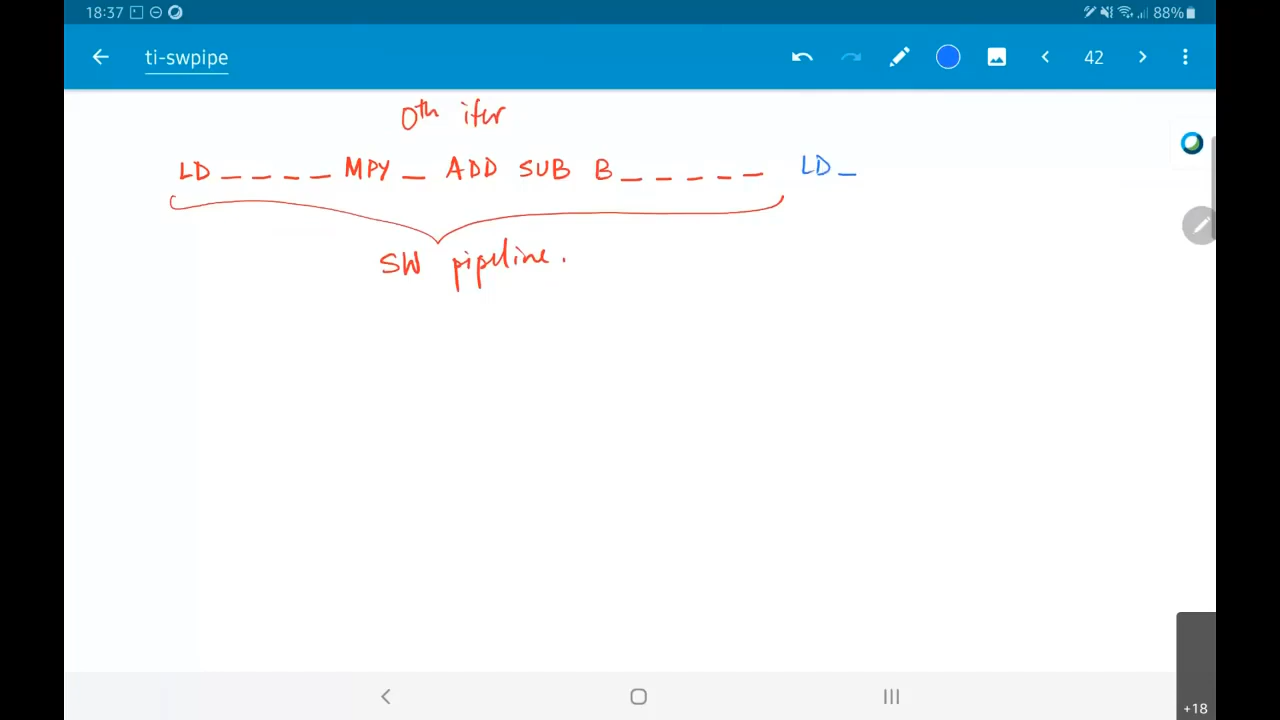 18:37 88%
ti-swpipe 42
0th iter
LD _ _ _ _ MPY _ ADD SUB B _ _ _ _ _ LD _
SW pipeline.
+18